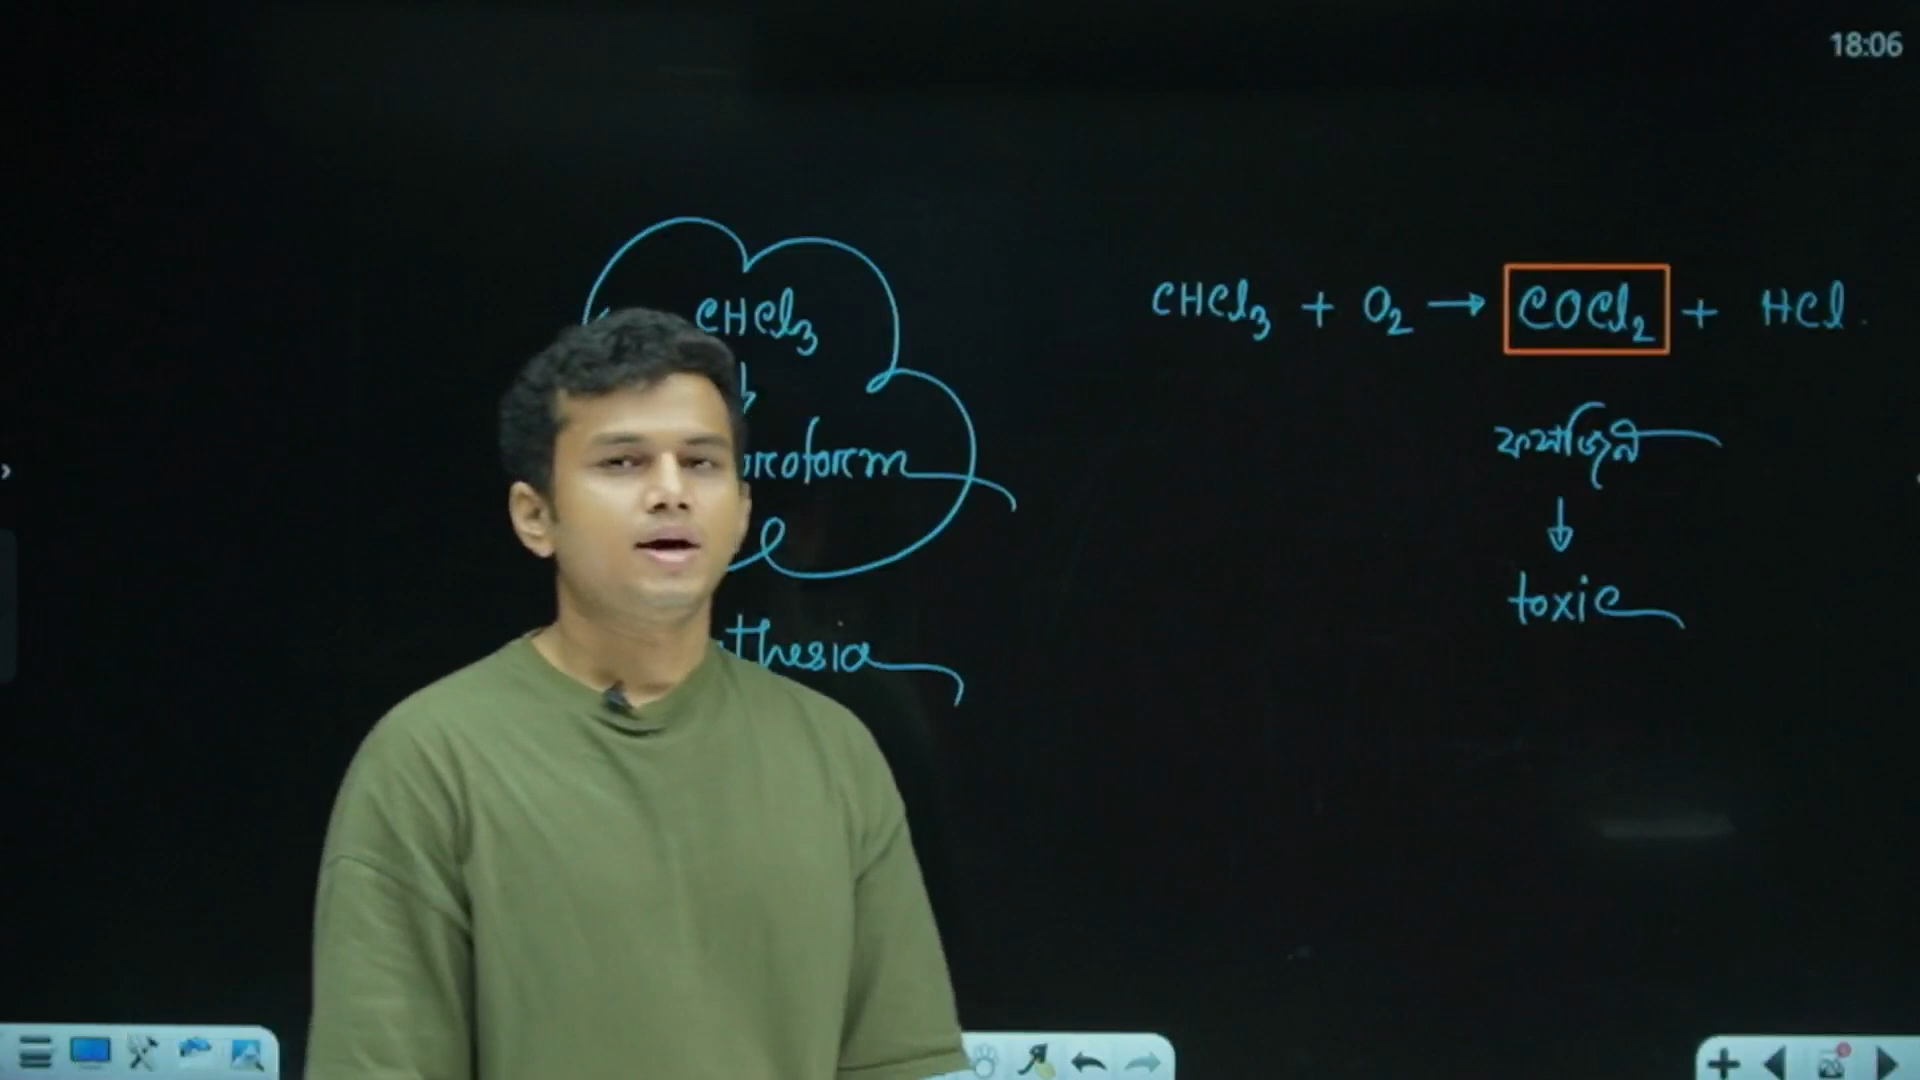 18:06
CHCl3
CHCl3 + O2 → COCl2 + HCl
ফসজিন
toxic